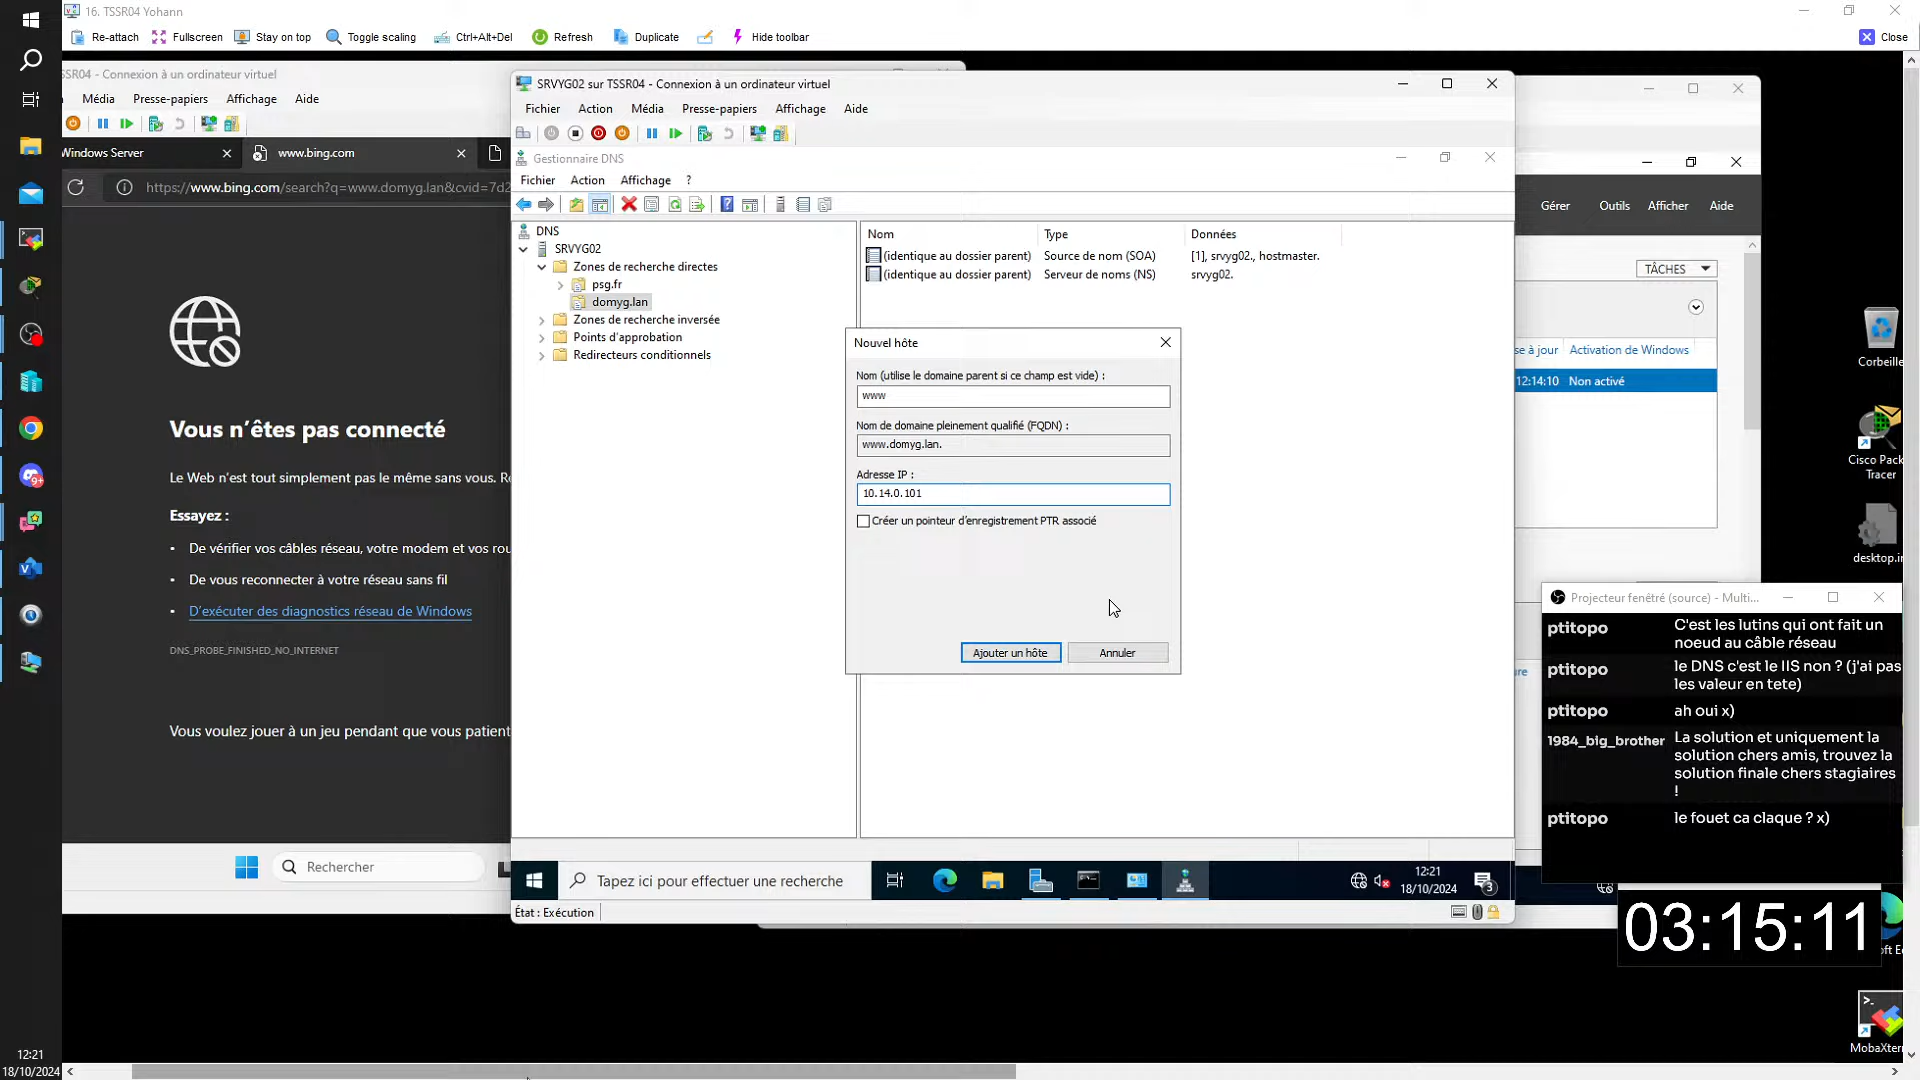 16. TSSR04 Yohann
Re-attach
Fullscreen
Stay on top
Toggle scaling
Ctrl+Alt+Del
Refresh
Duplicate
Hide toolbar
Close
SSR04 - Connexion à un ordinateur virtuel
Média
Presse-papiers
Affichage
Aide
Windows Server
www.bing.com
https://www.bing.com/search?q=www.domyg.lan&cvid=7d2
Vous n'êtes pas connecté
Le Web n'est tout simplement pas le même sans vous. R
Essayez :
• De vérifier vos câbles réseau, votre modem et vos rou
• De vous reconnecter à votre réseau sans fil
• D'exécuter des diagnostics réseau de Windows
DNS_PROBE_FINISHED_NO_INTERNET
Vous voulez jouer à un jeu pendant que vous patient
Rechercher
SRVYG02 sur TSSR04 - Connexion à un ordinateur virtuel
Fichier
Action
Média
Presse-papiers
Affichage
Aide
Gestionnaire DNS
Fichier
Action
Affichage
?
DNS
SRVYG02
Zones de recherche directes
psg.fr
domyg.lan
Zones de recherche inversée
Points d'approbation
Redirecteurs conditionnels
Nom
Type
Données
(identique au dossier parent)
Source de nom (SOA)
[1], srvyg02., hostmaster.
(identique au dossier parent)
Serveur de noms (NS)
srvyg02.
Nouvel hôte
Nom (utilise le domaine parent si ce champ est vide) :
www
Nom de domaine pleinement qualifié (FQDN) :
www.domyg.lan.
Adresse IP :
10.14.0.101
Créer un pointeur d'enregistrement PTR associé
Ajouter un hôte
Annuler
Tapez ici pour effectuer une recherche
12:21
18/10/2024
3
État : Exécution
Gérer
Outils
Afficher
Aide
TÂCHES
se à jour
Activation de Windows
12:14:10
Non activé
Corbeille
Cisco Pack
Tracer
desktop.in
Projecteur fenêtré (source) - Multi...
ptitopo
C'est les lutins qui ont fait un
noeud au câble réseau
ptitopo
le DNS c'est le IIS non ? (j'ai pas
les valeur en tete)
ptitopo
ah oui x)
1984_big_brother
La solution et uniquement la
solution chers amis, trouvez la
solution finale chers stagiaires
!
ptitopo
le fouet ca claque ? x)
03:15:11
oft Ed
MobaXterm
12:21
18/10/2024